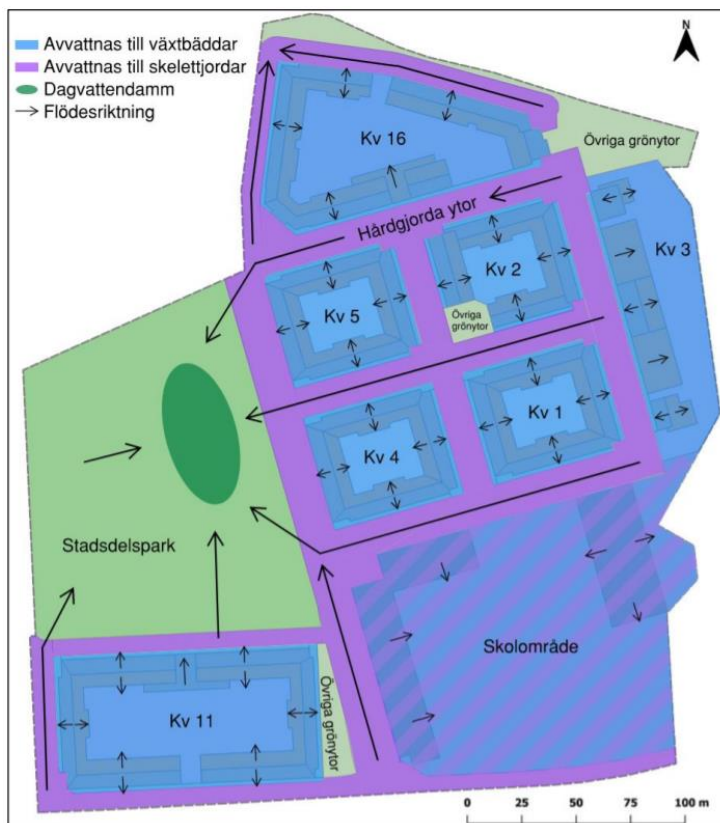 Avvattnas till växtbäddar
Avvattnas till skelettjordar
Dagvattendamm
Flödesriktning
N
Kv 16
Övriga grönytor
Hårdgjorda ytor
Kv 3
Kv 2
Kv 5
Övriga
grönytor
Kv 1
Kv 4
Stadsdelspark
Skolområde
Kv 11
Övriga grönytor
0 25 50 75 100 m